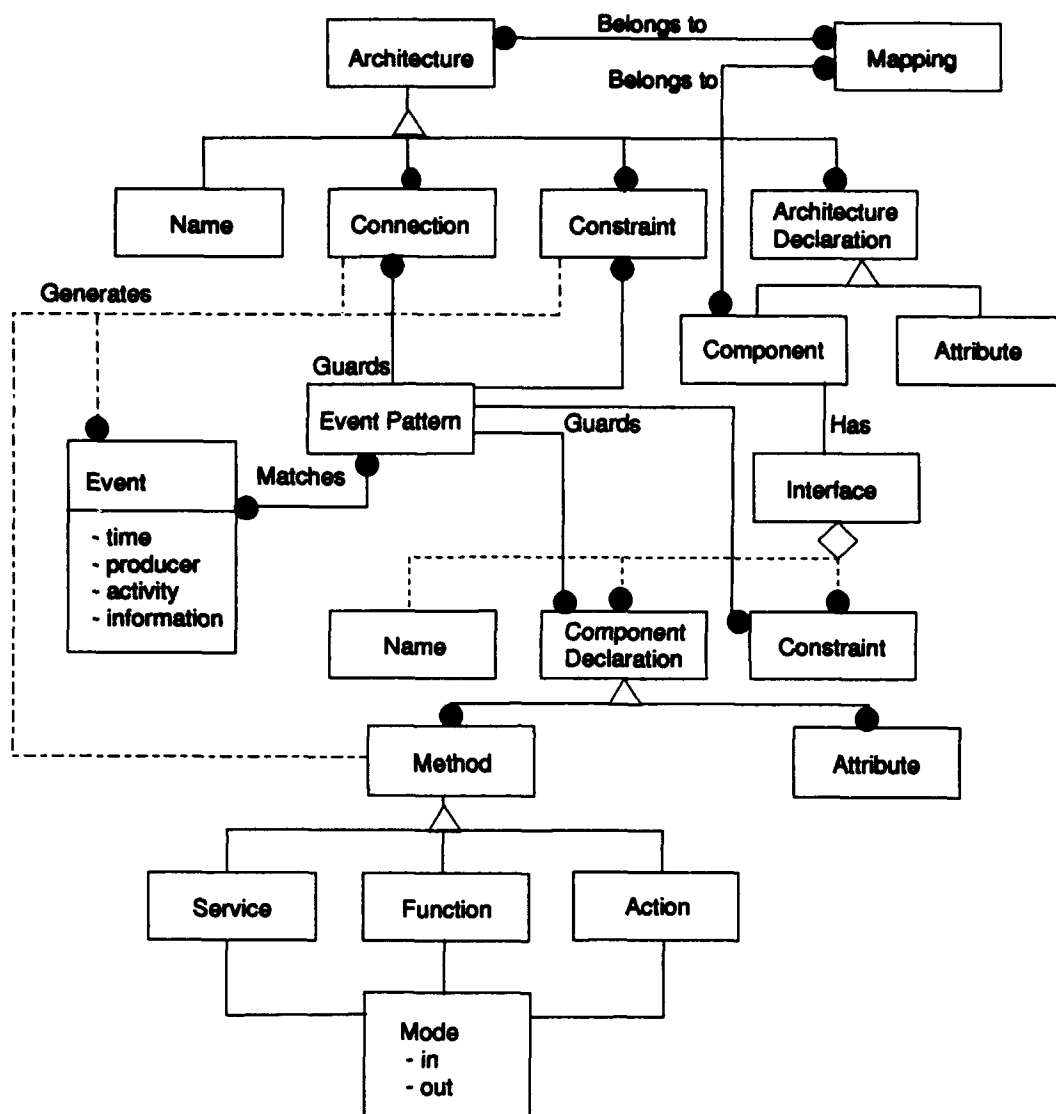 Belongs to
Architecture
Mapping
Belongs to
Name
Connection
Constraint
Architecture
Declaration
Generates
Component
Attribute
Guards
Event Pattern
Guards
Has
Matches
Event
Interface
- time
- producer
- activity
- information
Name
Component
Declaration
Constraint
Method
Attribute
Service
Function
Action
Mode
- in
- out